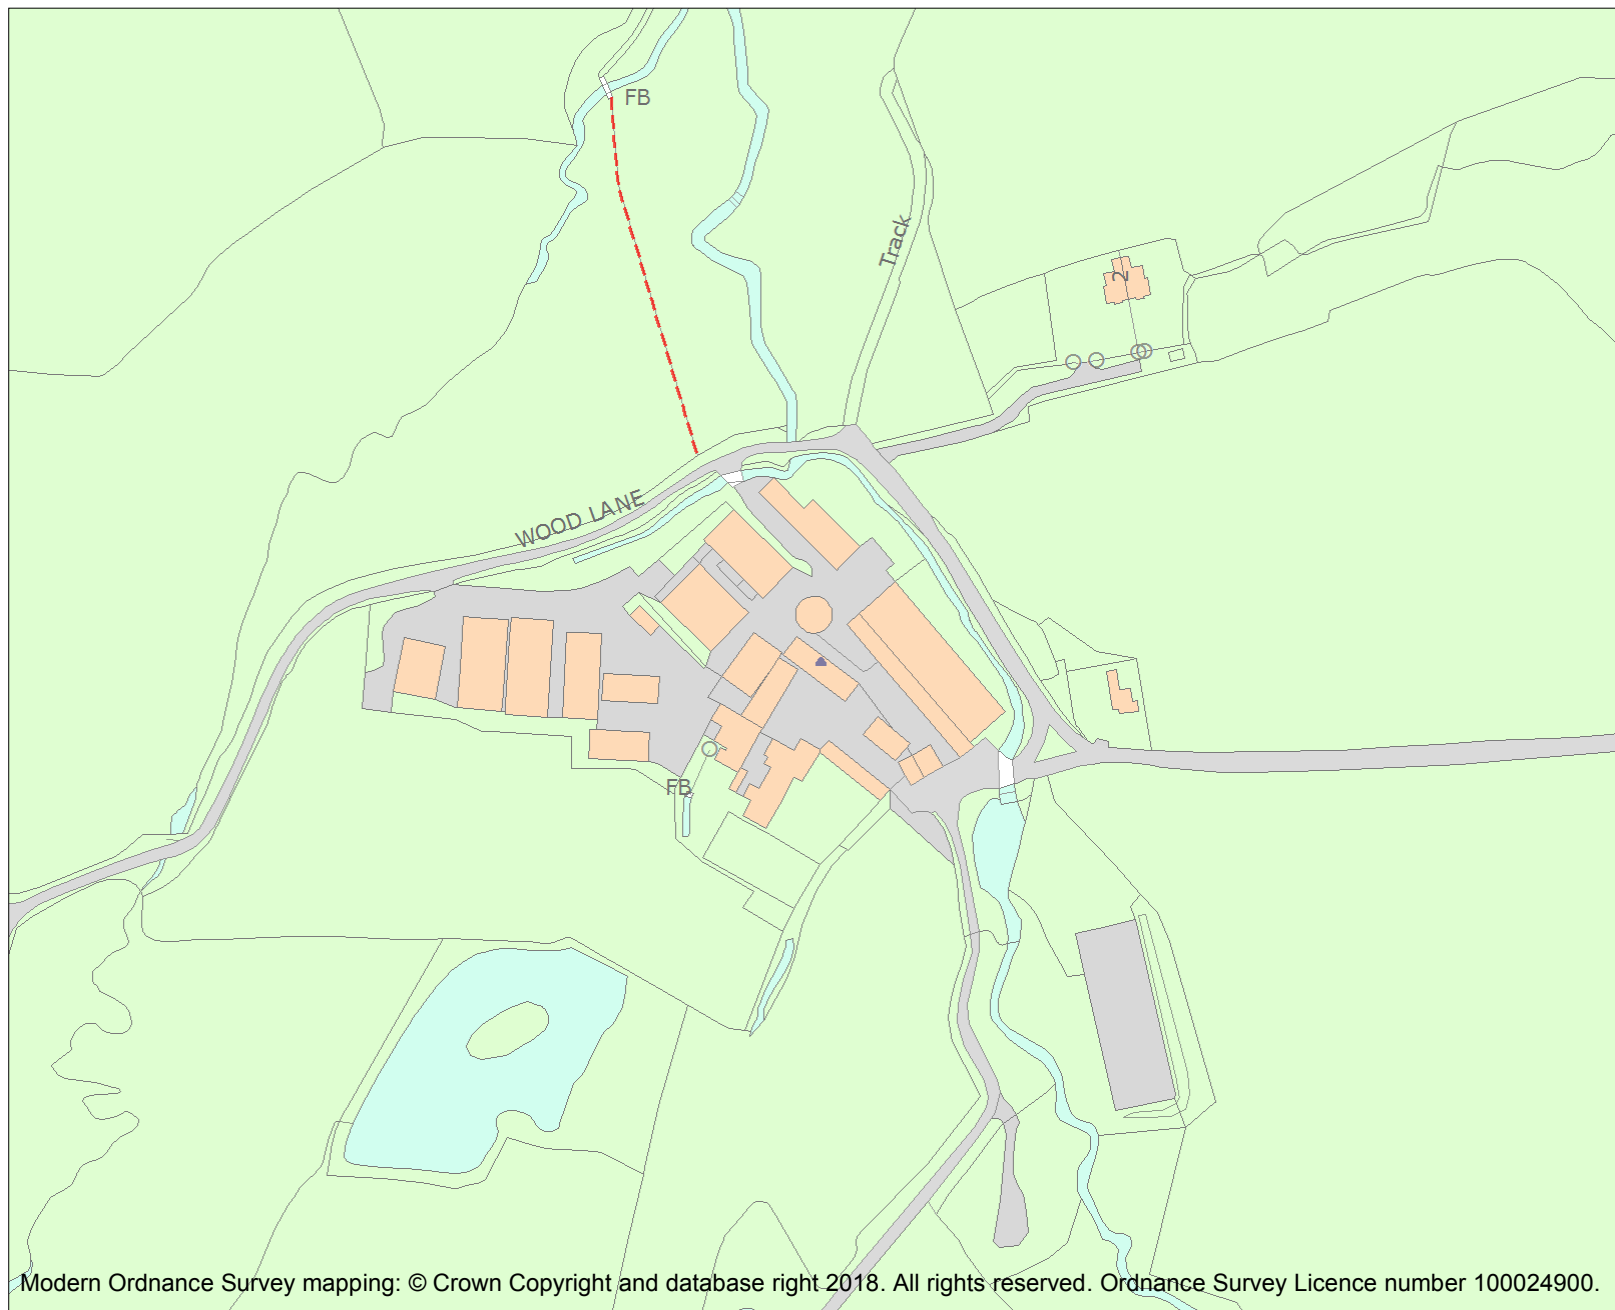 FB
Track
2
WOOD LANE
FB
Modern Ordnance Survey mapping: © Crown Copyright and database right 2018. All rights reserved. Ordnance Survey Licence number 100024900.